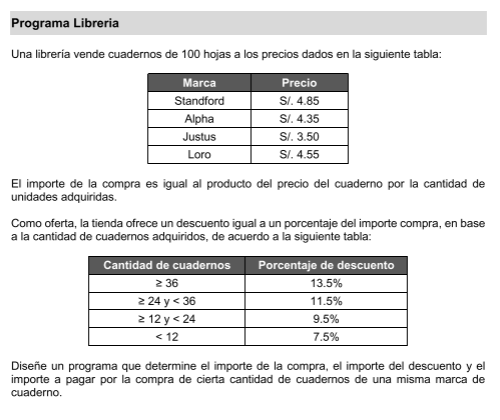 Programa Libreria
Una librería vende cuadernos de 100 hojas a los precios dados en la siguiente tabla:
Marca Precio
Standford S/. 4.85
Alpha S/. 4.35
Justus S/. 3.50
Loro S/. 4.55
El importe de la compra es igual al producto del precio del cuaderno por la cantidad de
unidades adquiridas.
Como oferta, la tienda ofrece un descuento igual a un porcentaje del importe compra, en base
a la cantidad de cuadernos adquiridos, de acuerdo a la siguiente tabla:
Cantidad de cuadernos Porcentaje de descuento
≥ 36 13.5%
≥ 24 y < 36 11.5%
≥ 12 y < 24 9.5%
< 12 7.5%
Diseñe un programa que determine el importe de la compra, el importe del descuento y el
importe a pagar por la compra de cierta cantidad de cuadernos de una misma marca de
cuaderno.